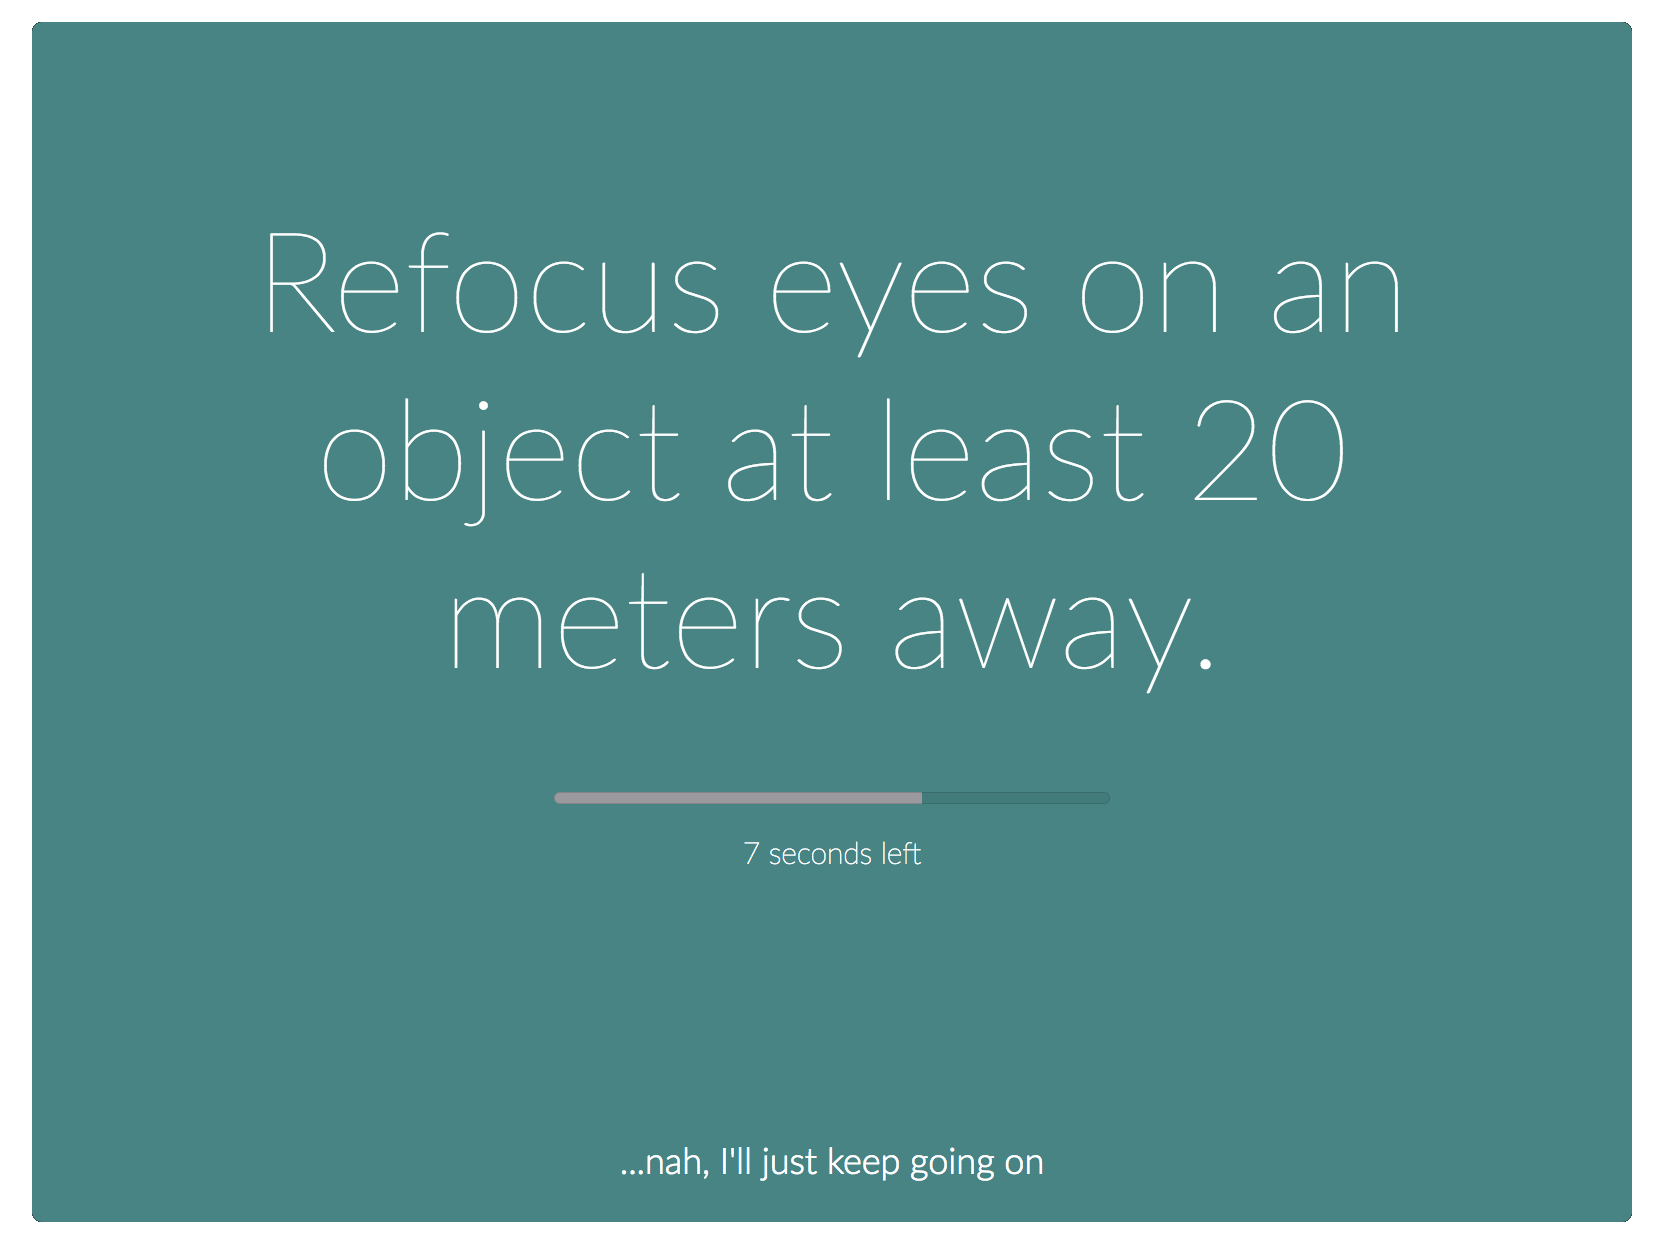 Refocus eyes on an
object at least 20
meters away.
7 seconds left
...nah, I'll just keep going on